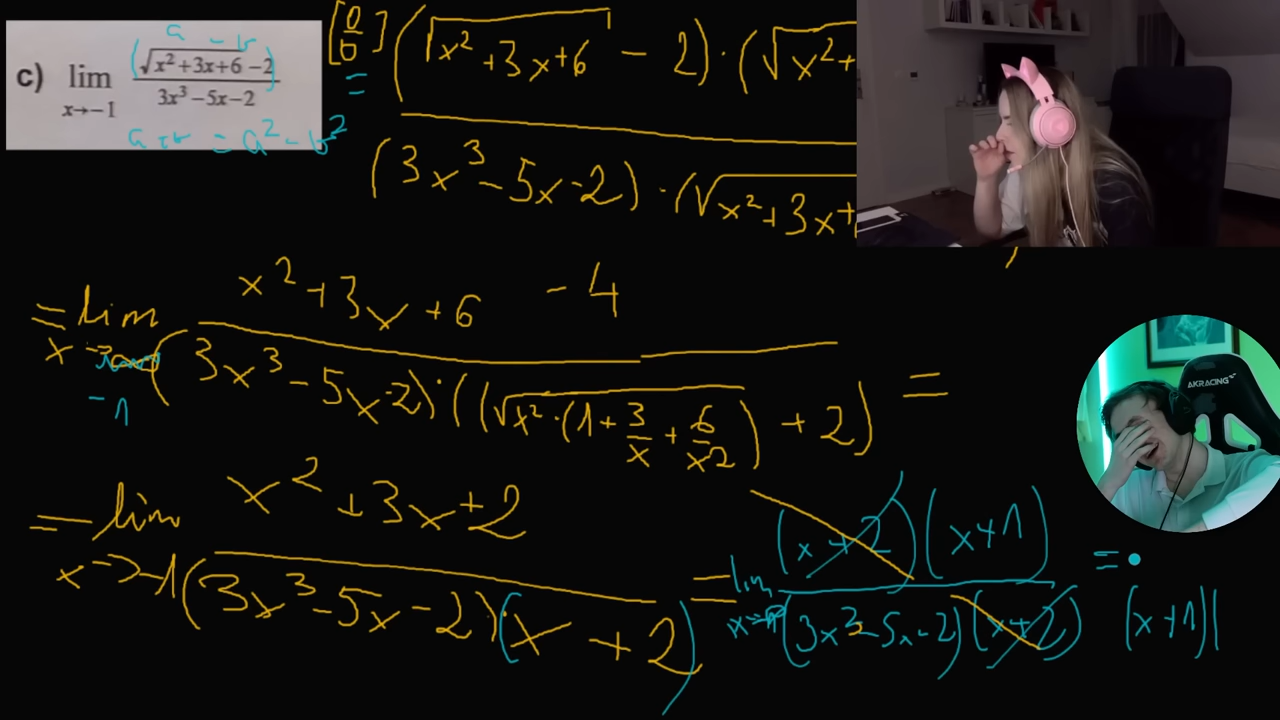 c) lim x→−1 (√x²+3x+6 −2) / 3x³−5x−2
a − b
a+b = a² − b²
[0/0] = (√x²+3x+6 − 2)·(√x²+
(3x³−5x−2)·(√x²+3x+
= lim x→ −1 x²+3x+6 −4 / (3x³−5x−2)·((√x²·(1+3/x+6/x²) +2) =
= lim x→−1 x²+3x+2 / (3x³−5x−2)(x+2) = lim (x+2)(x+1) / (3x³−5x−2)(x+2) =
(x+1)|
AKRACING